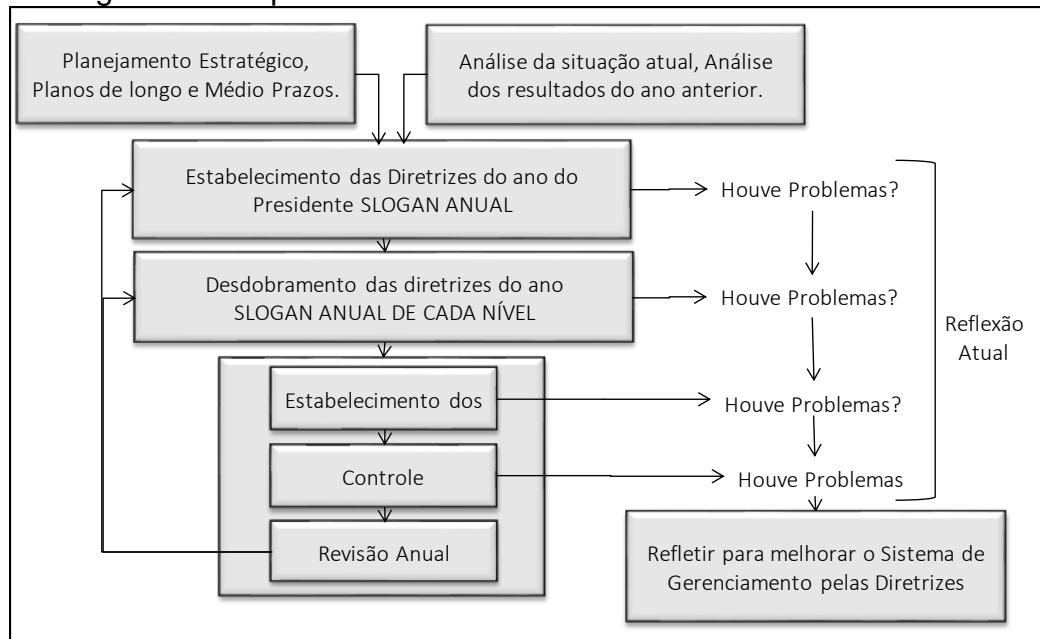 Planejamento Estratégico,
Planos de longo e Médio Prazos.
Análise da situação atual, Análise
dos resultados do ano anterior.
Estabelecimento das Diretrizes do ano do
Presidente SLOGAN ANUAL
Houve Problemas?
Desdobramento das diretrizes do ano
SLOGAN ANUAL DE CADA NÍVEL
Houve Problemas?
Reflexão
Atual
Estabelecimento dos
Houve Problemas?
Controle
Houve Problemas
Revisão Anual
Refletir para melhorar o Sistema de
Gerenciamento pelas Diretrizes